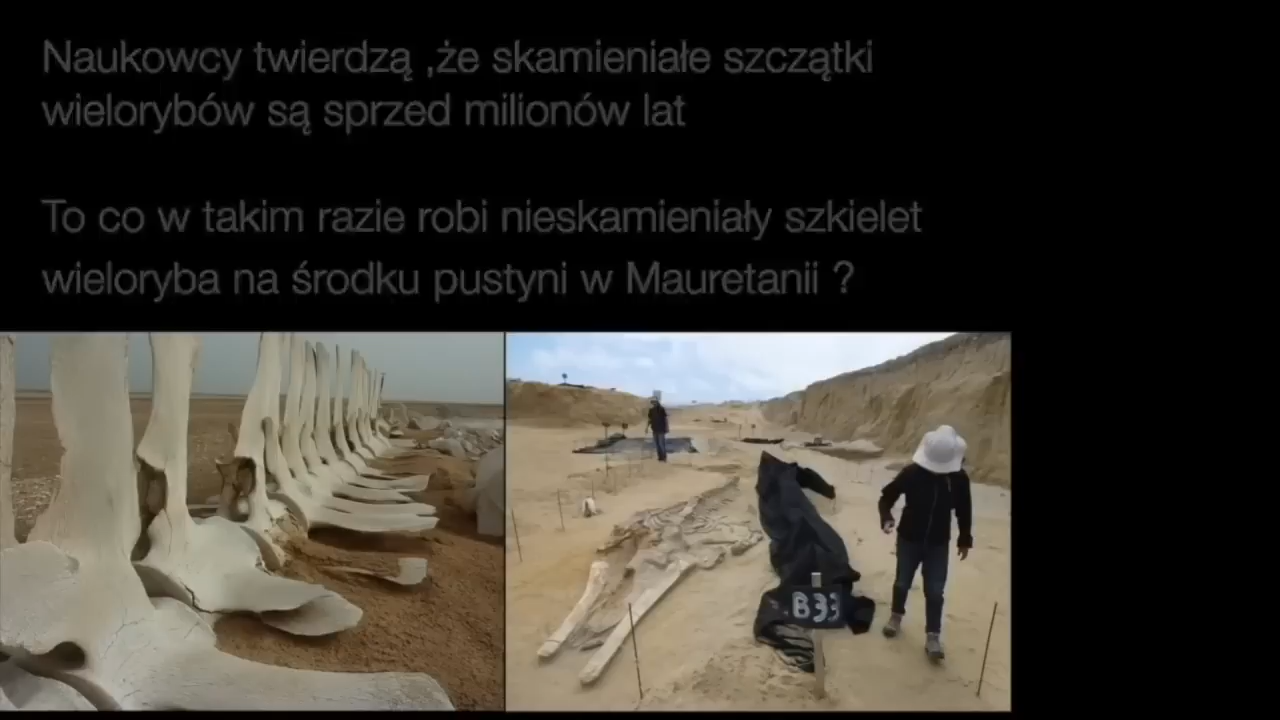 Naukowcy twierdzą ,że skamieniałe szczątki
wielorybów są sprzed milionów lat
To co w takim razie robi nieskamieniały szkielet
wieloryba na środku pustyni w Mauretanii ?
B33